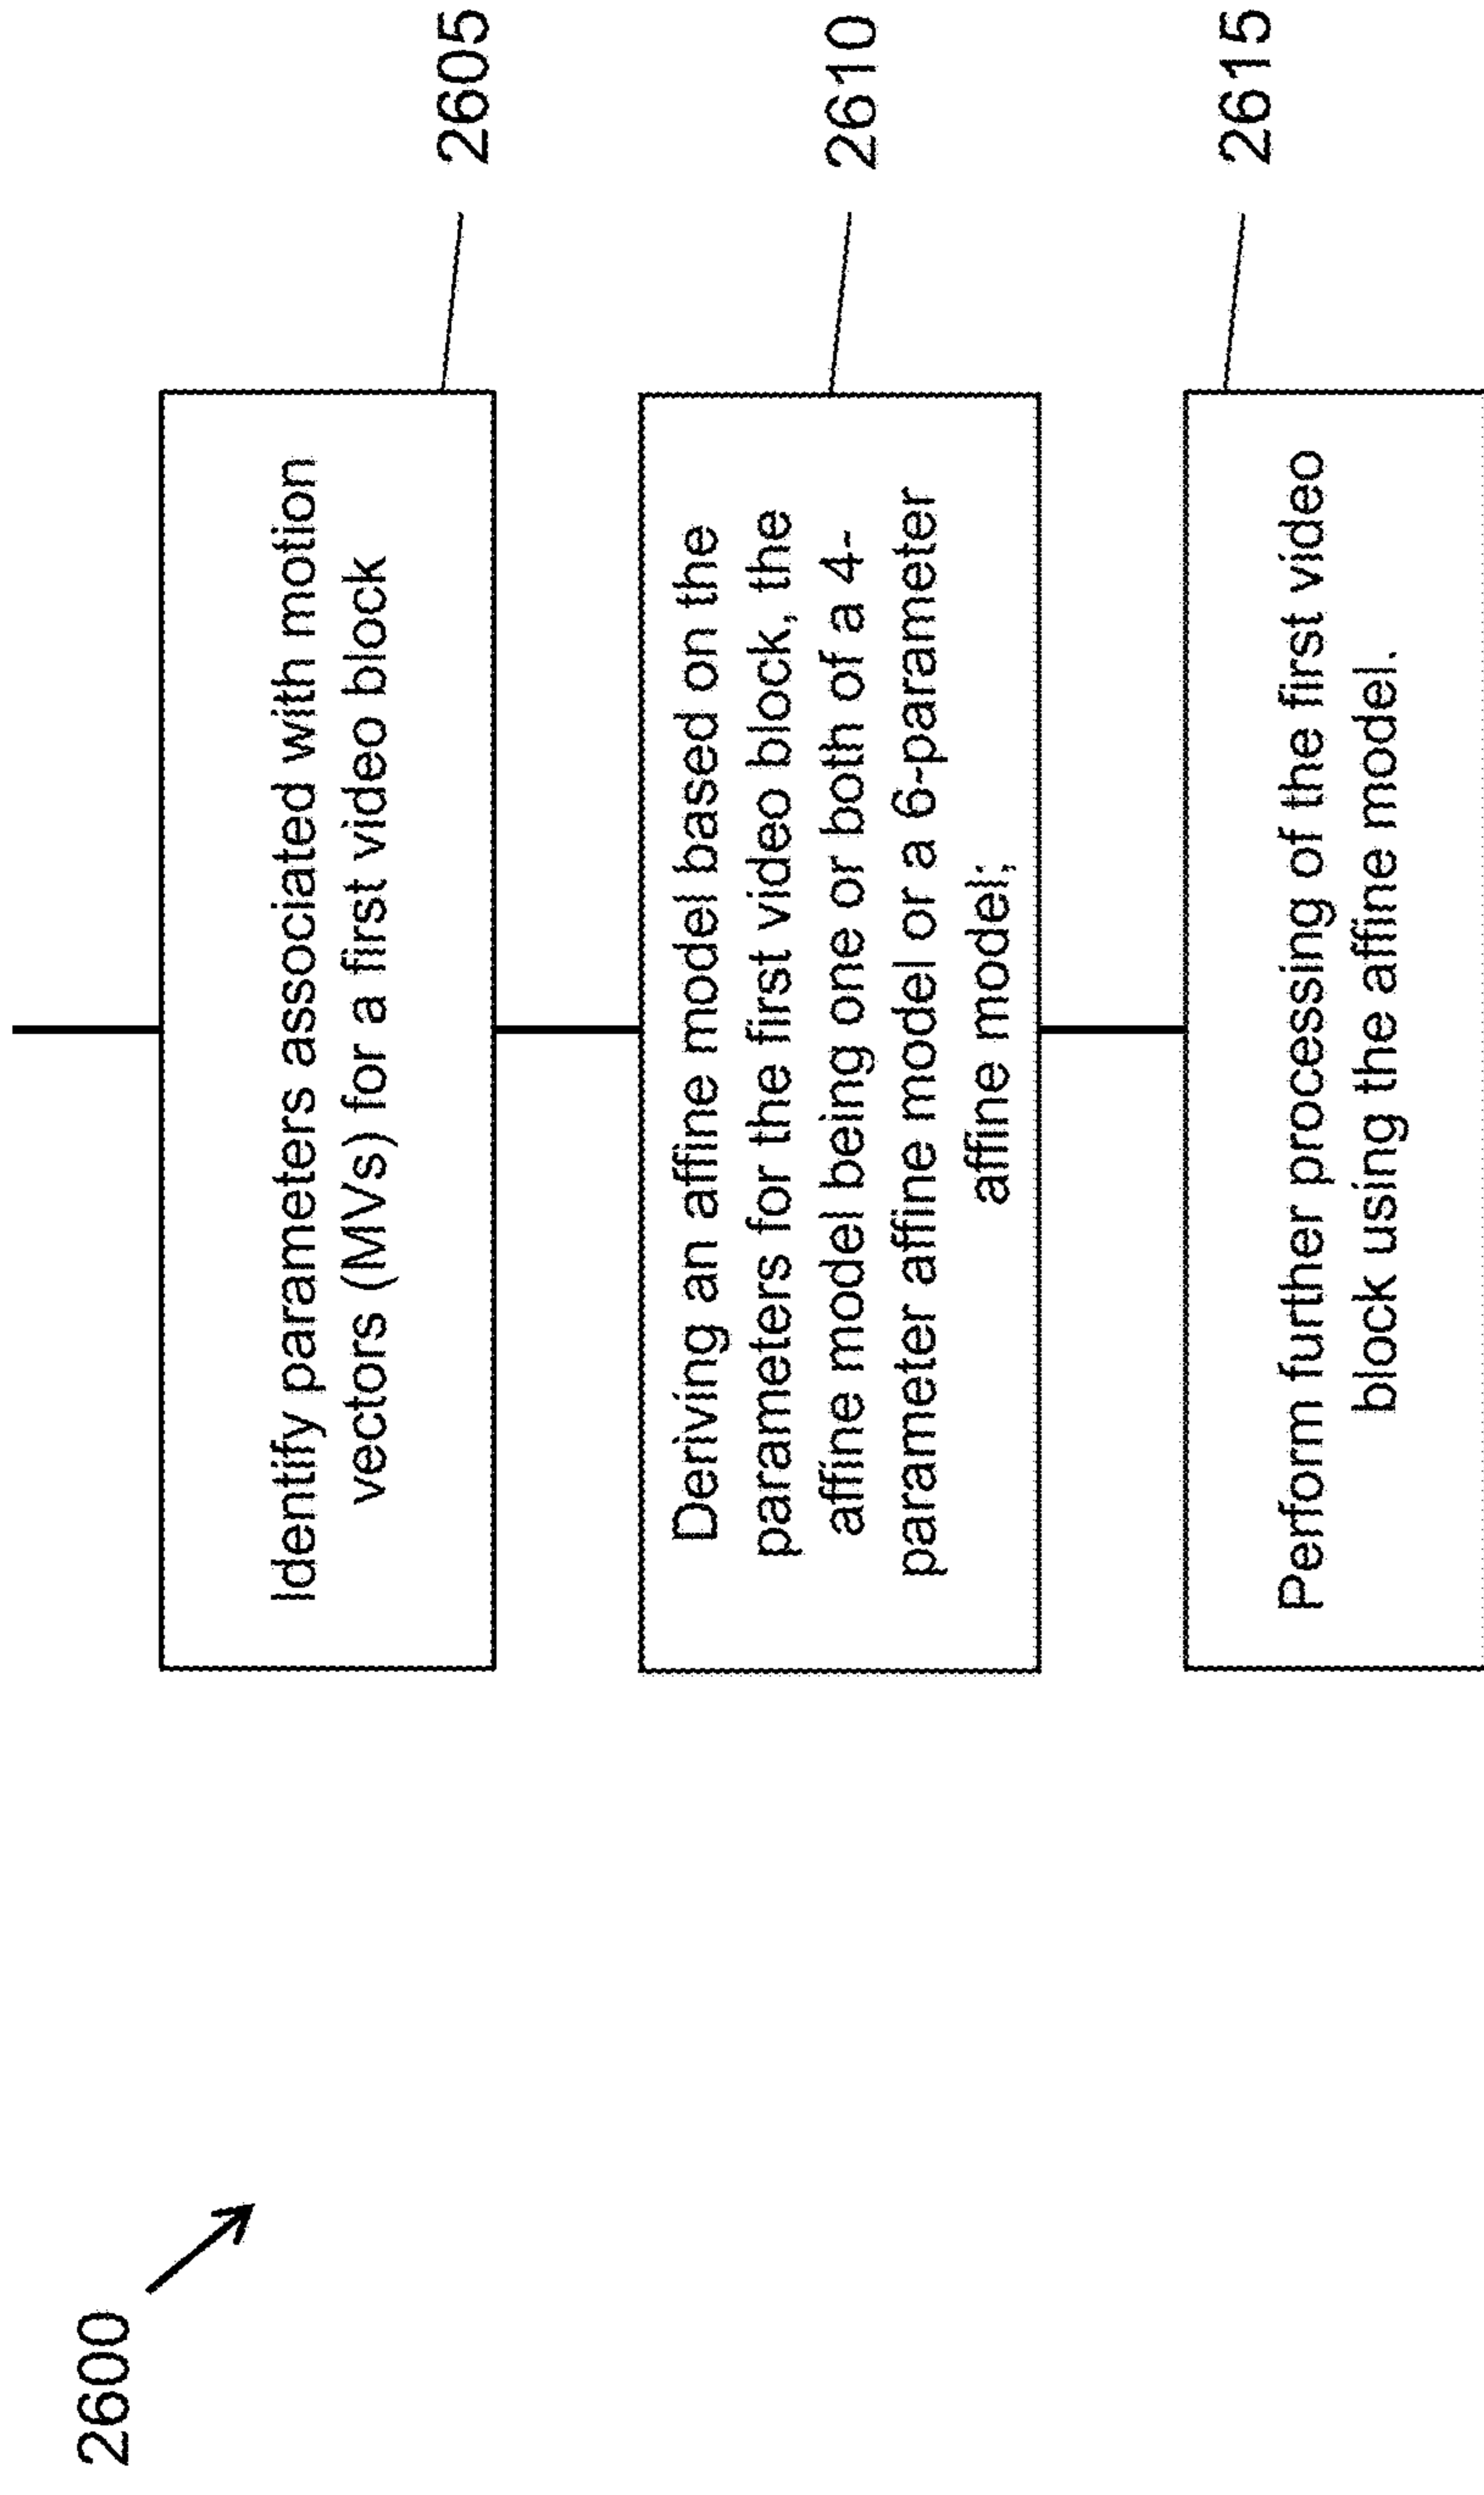 2600
Identify parameters associated with motion
vectors (MVs) for a first video block
2605
Deriving an affine model based on the
parameters for the first video block, the
affine model being one or both of a 4-
parameter affine model or a 6-parameter
affine model;
2610
Perform further processing of the first video
block using the affine model.
2615